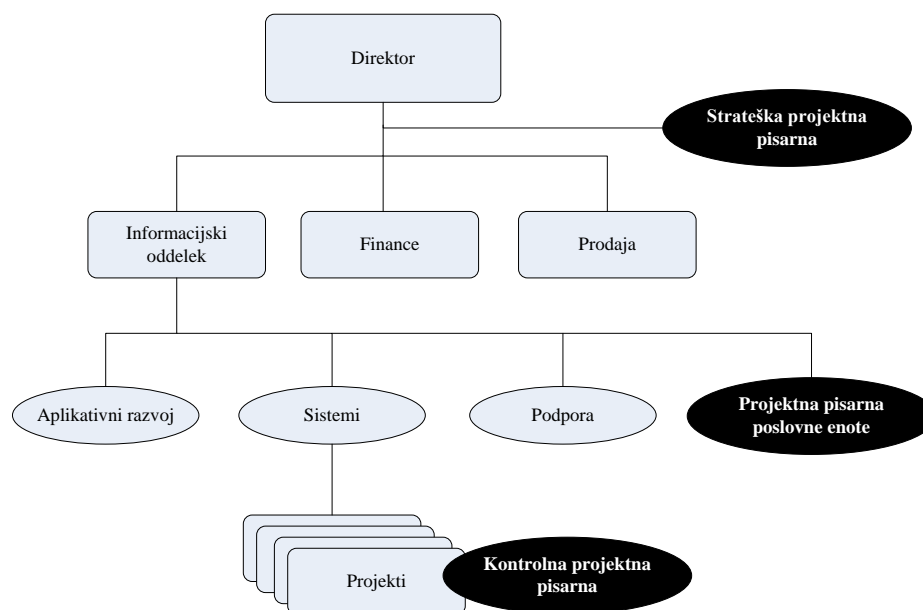 Direktor
Strateška projektna
pisarna
Informacijski
oddelek
Finance
Prodaja
Aplikativni razvoj
Sistemi
Podpora
Projektna pisarna
poslovne enote
Projekti
Kontrolna projektna
pisarna